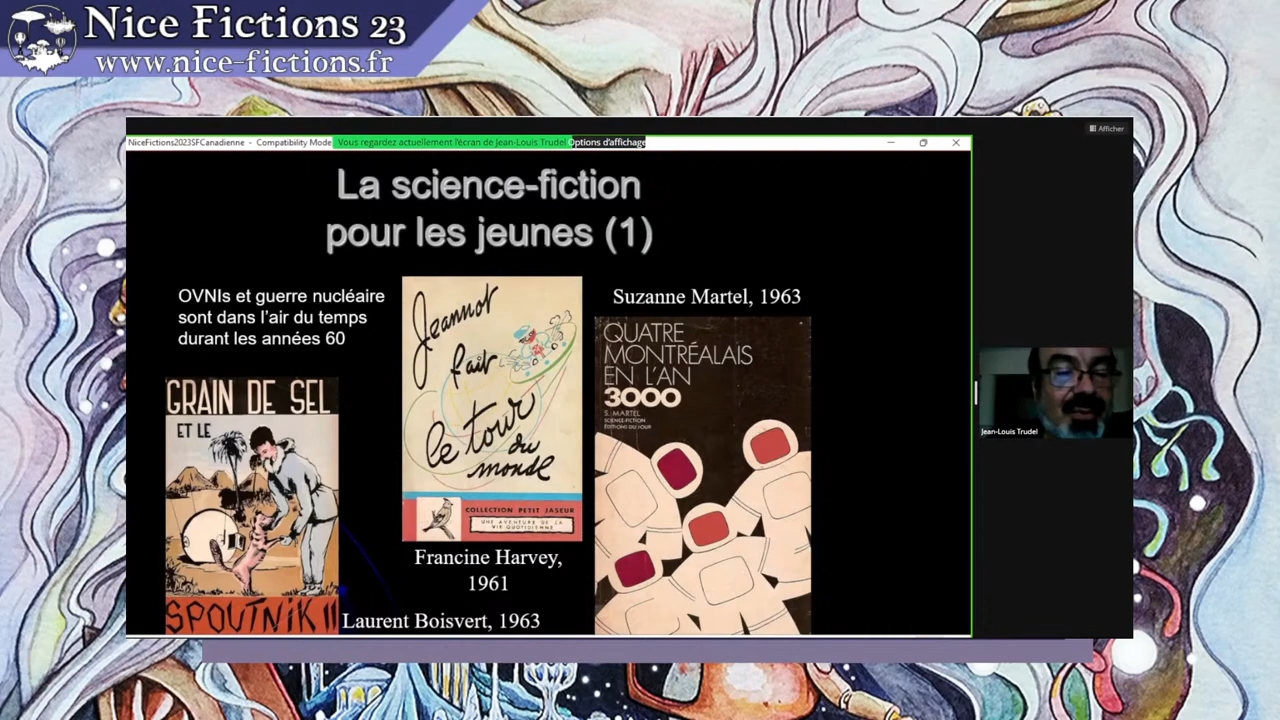 Nice Fictions 23
www.nice-fictions.fr
Afficher
NiceFictions2023SFCanadienne - Compatibility Mode
Vous regardez actuellement l'écran de Jean-Louis Trudel
Options d'affichage
La science-fiction
pour les jeunes (1)
OVNIs et guerre nucléaire
sont dans l'air du temps
durant les années 60
GRAIN DE SEL
ET LE
SPOUTNIK II
Laurent Boisvert, 1963
Jeannot
fait
le tour
du
monde
COLLECTION PETIT JASEUR
UNE AVENTURE DE LA
VIE QUOTIDIENNE
Francine Harvey,
1961
Suzanne Martel, 1963
QUATRE
MONTRÉALAIS
EN L'AN
3000
S. MARTEL
SCIENCE-FICTION
ÉDITIONS DU JOUR
Jean-Louis Trudel